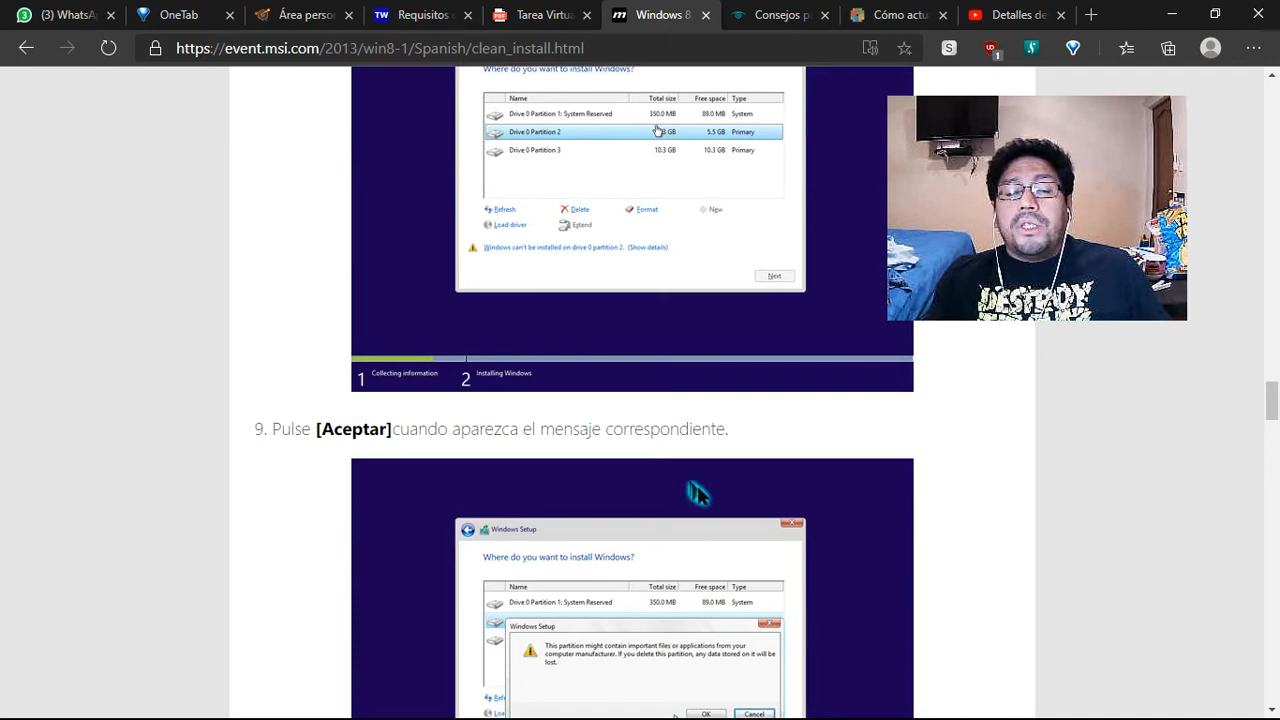 (3) WhatsA
OneTab
Área person
Requisitos d
Tarea Virtua
Windows 8.
Consejos pa
Cómo actua
Detalles de
https://event.msi.com/2013/win8-1/Spanish/clean_install.html
Where do you want to install Windows?
Name Total size Free space Type
Drive 0 Partition 1: System Reserved 350.0 MB 89.0 MB System
Drive 0 Partition 2 GB 5.5 GB Primary
Drive 0 Partition 3 10.3 GB 10.3 GB Primary
Refresh Delete Format New
Load driver Extend
Windows can't be installed on drive 0 partition 2. (Show details)
Next
1 Collecting information 2 Installing Windows
DESTROY
9. Pulse [Aceptar]cuando aparezca el mensaje correspondiente.
Windows Setup
Where do you want to install Windows?
Name Total size Free space Type
Drive 0 Partition 1: System Reserved 350.0 MB 89.0 MB System
Windows Setup
This partition might contain important files or applications from your
computer manufacturer. If you delete this partition, any data stored on it will be
lost.
OK Cancel